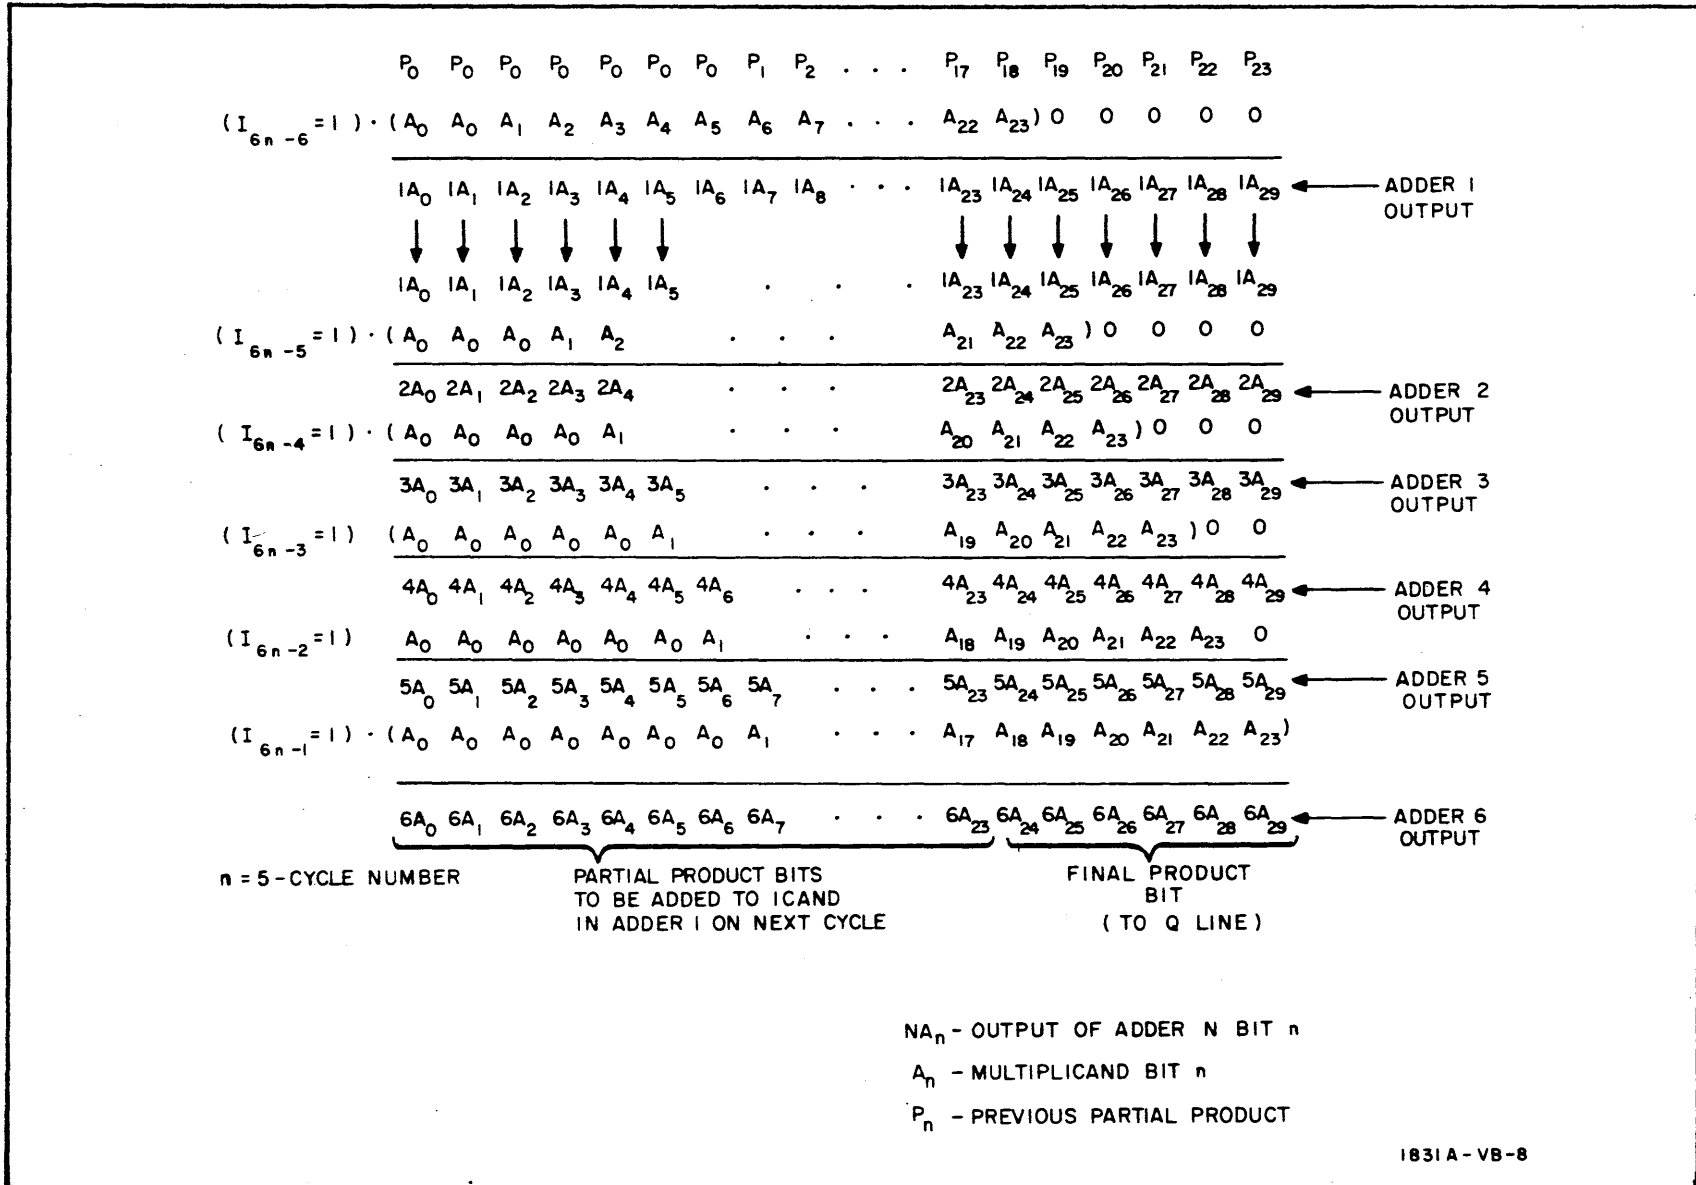 P0 P0 P0 P0 P0 P0 P0 P1 P2 . . . P17 P18 P19 P20 P21 P22 P23
(I6n-6=1) · (A0 A0 A1 A2 A3 A4 A5 A6 A7 . . . A22 A23) 0 0 0 0 0
1A0 1A1 1A2 1A3 1A4 1A5 1A6 1A7 1A8 . . . 1A23 1A24 1A25 1A26 1A27 1A28 1A29 ADDER 1
OUTPUT
1A0 1A1 1A2 1A3 1A4 1A5 . . . 1A23 1A24 1A25 1A26 1A27 1A28 1A29
(I6n-5=1) · (A0 A0 A0 A1 A2 . . . A21 A22 A23 ) 0 0 0 0
2A0 2A1 2A2 2A3 2A4 . . . 2A23 2A24 2A25 2A26 2A27 2A28 2A29 ADDER 2
OUTPUT
(I6n-4=1) · (A0 A0 A0 A0 A1 . . . A20 A21 A22 A23 ) 0 0 0
3A0 3A1 3A2 3A3 3A4 3A5 . . . 3A23 3A24 3A25 3A26 3A27 3A28 3A29 ADDER 3
OUTPUT
(I6n-3=1) (A0 A0 A0 A0 A0 A1 . . . A19 A20 A21 A22 A23 ) 0 0
4A0 4A1 4A2 4A3 4A4 4A5 4A6 . . . 4A23 4A24 4A25 4A26 4A27 4A28 4A29 ADDER 4
OUTPUT
(I6n-2=1) A0 A0 A0 A0 A0 A0 A1 . . . A18 A19 A20 A21 A22 A23 0
5A0 5A1 5A2 5A3 5A4 5A5 5A6 5A7 . . . 5A23 5A24 5A25 5A26 5A27 5A28 5A29 ADDER 5
OUTPUT
(I6n-1=1) · (A0 A0 A0 A0 A0 A0 A0 A1 . . . A17 A18 A19 A20 A21 A22 A23)
6A0 6A1 6A2 6A3 6A4 6A5 6A6 6A7 . . . 6A23 6A24 6A25 6A26 6A27 6A28 6A29 ADDER 6
OUTPUT
n = 5 - CYCLE NUMBER
PARTIAL PRODUCT BITS
TO BE ADDED TO ICAND
IN ADDER 1 ON NEXT CYCLE
FINAL PRODUCT
BIT
(TO Q LINE)
NAn - OUTPUT OF ADDER N BIT n
An - MULTIPLICAND BIT n
Pn - PREVIOUS PARTIAL PRODUCT
1831A-VB-8